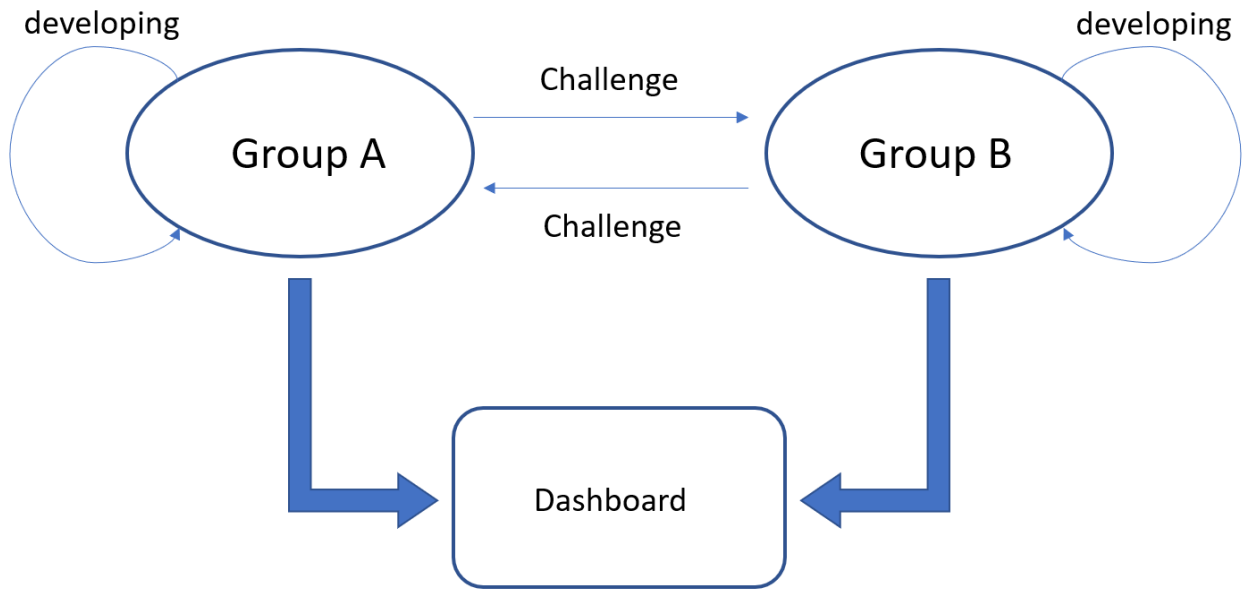 developing
developing
Challenge
Group A
Group B
Challenge
Dashboard